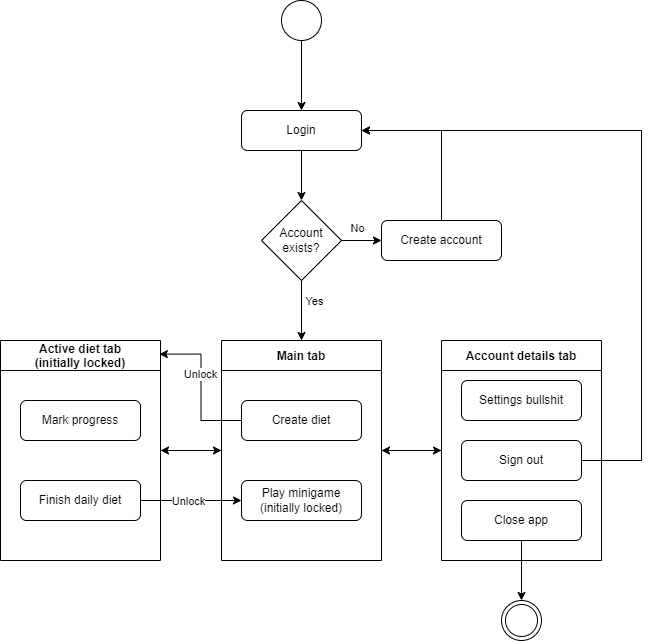 Login
Account
exists?
No
Create account
Yes
Active diet tab
(initially locked)
Main tab
Account details tab
Unlock
Mark progress
Create diet
Settings bullshit
Sign out
Finish daily diet
Unlock
Play minigame
(initially locked)
Close app